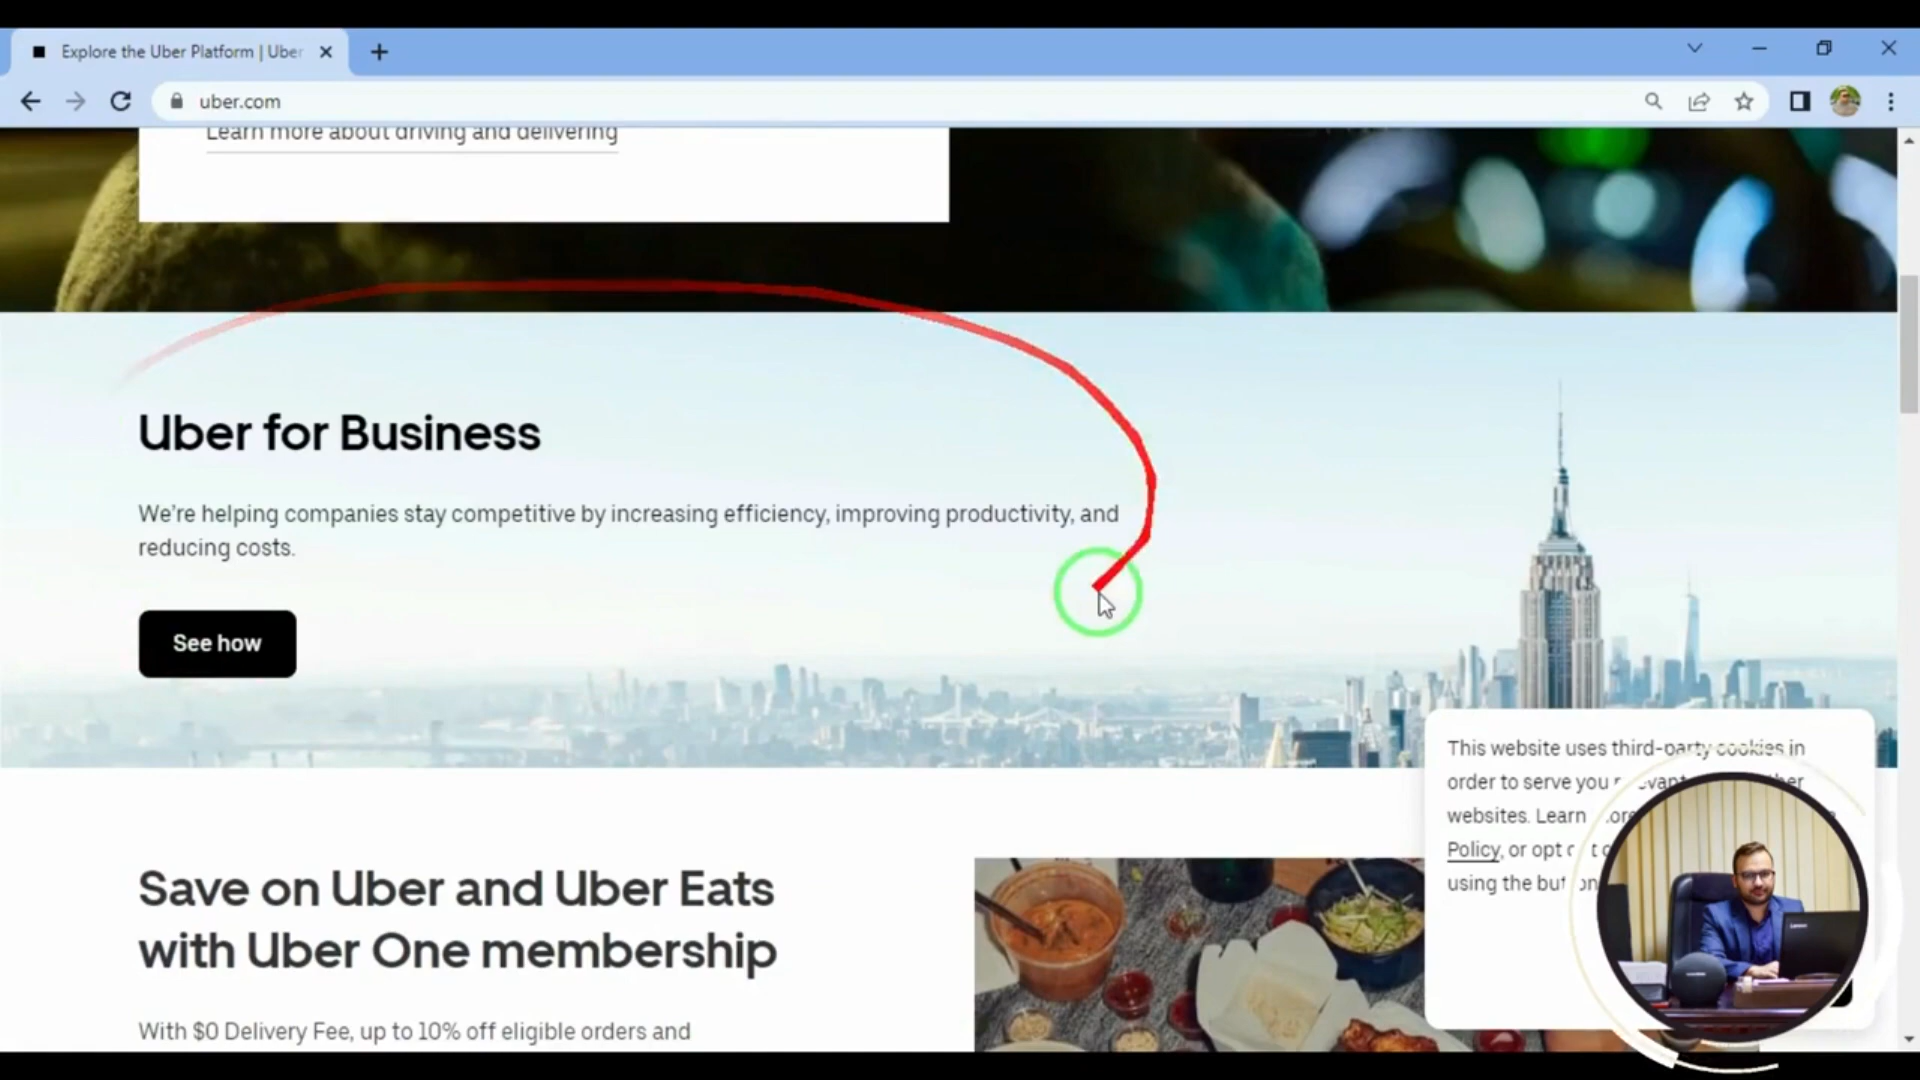 Explore the Uber Platform | Uber
uber.com
Learn more about driving and delivering
Uber for Business
We're helping companies stay competitive by increasing efficiency, improving productivity, and
reducing costs.
See how
This website uses third-party cookies in
order to serve you
websites. Learn
Policy, or opt
using the
Save on Uber and Uber Eats
with Uber One membership
With $0 Delivery Fee, up to 10% off eligible orders and